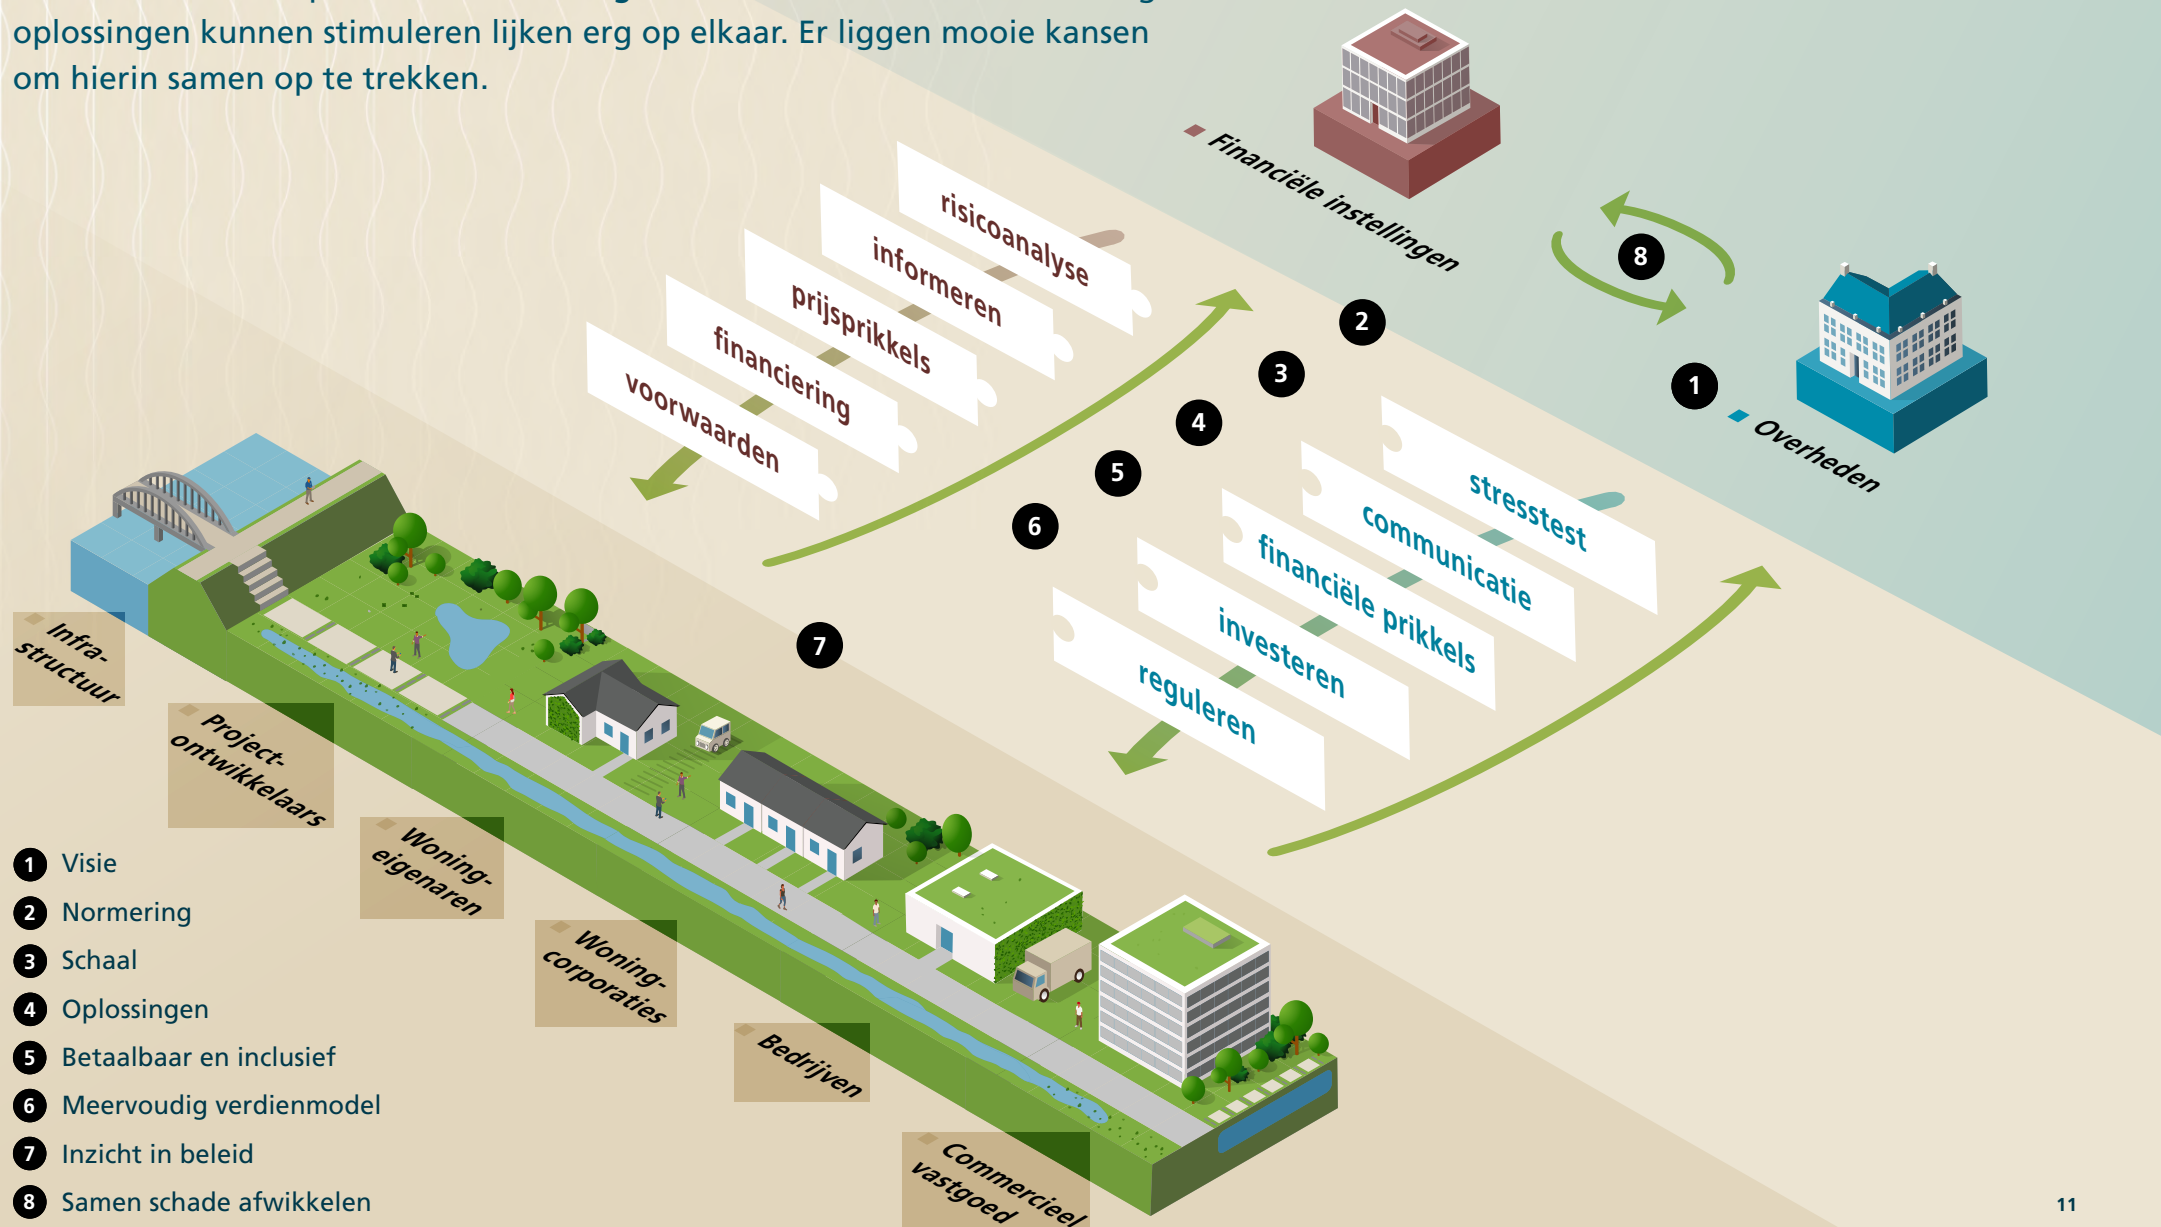 oplossingen kunnen stimuleren lijken erg op elkaar. Er liggen mooie kansen
om hierin samen op te trekken.
Financiële instellingen
risicoanalyse
informeren
prijsprikkels
financiering
voorwaarden
8
2
3
1
4
5
6
7
Overheden
stresstest
communicatie
financiële prikkels
investeren
reguleren
Infra-
structuur
Project-
ontwikkelaars
Woning-
eigenaren
Woning-
corporaties
Bedrijven
Commercieel
vastgoed
1 Visie
2 Normering
3 Schaal
4 Oplossingen
5 Betaalbaar en inclusief
6 Meervoudig verdienmodel
7 Inzicht in beleid
8 Samen schade afwikkelen
11